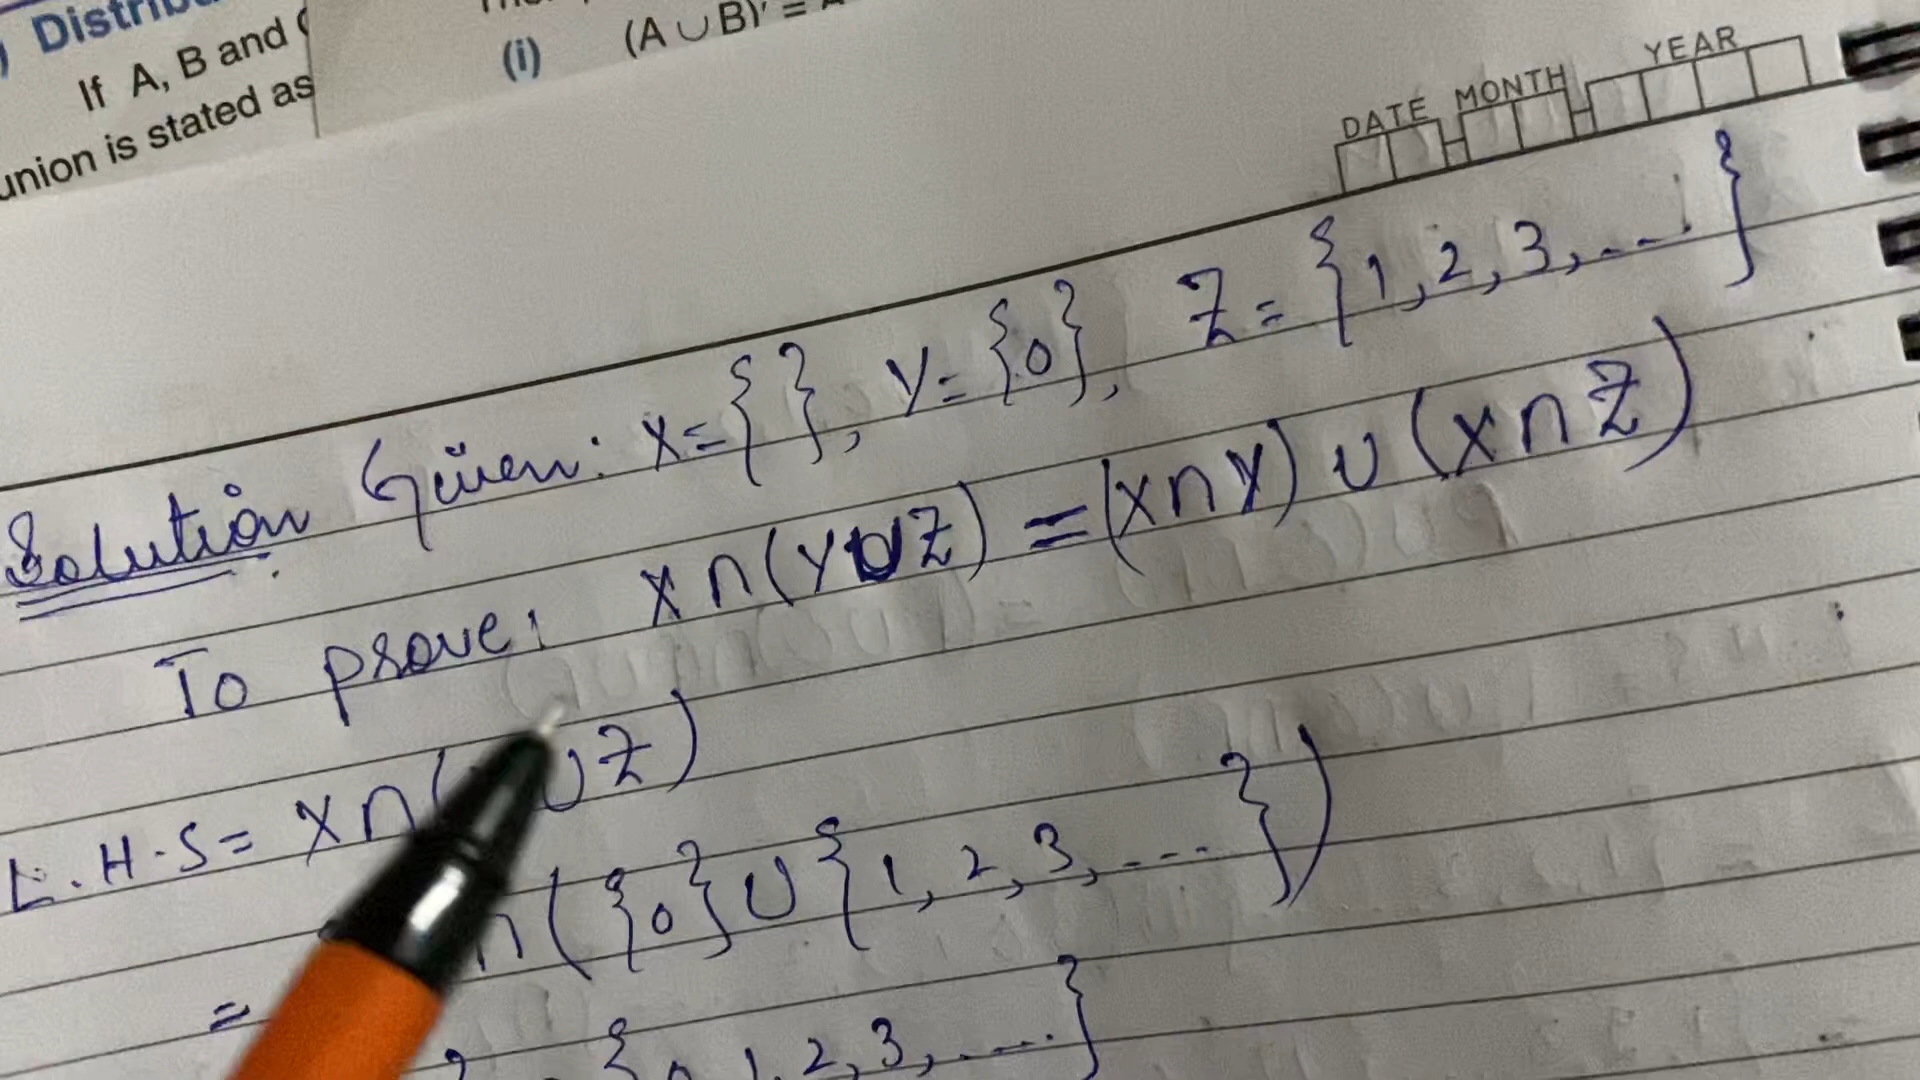 If A, B and
union is stated as
(i) (A ∪ B)' =
DATE MONTH YEAR
Solution Given: X={ }, Y={0}, Z={1,2,3,....}
To prove: X∩(Y∪Z) = (X∩Y) ∪ (X∩Z)
L.H.S= X∩( ∪Z)
= ∩({0}∪{1,2,3,....})
{0,1,2,3,....}